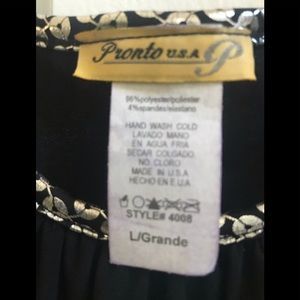 Pronto U.S.A P
96%polyester/poliester
4%spandex/elastano
HAND WASH COLD
LAVADO MANO
EN AGUA FRIA
SECAR COLGADO
NO CLORO
MADE IN U.S.A
HECHO EN E.U.A
STYLE# 4008
L/Grande